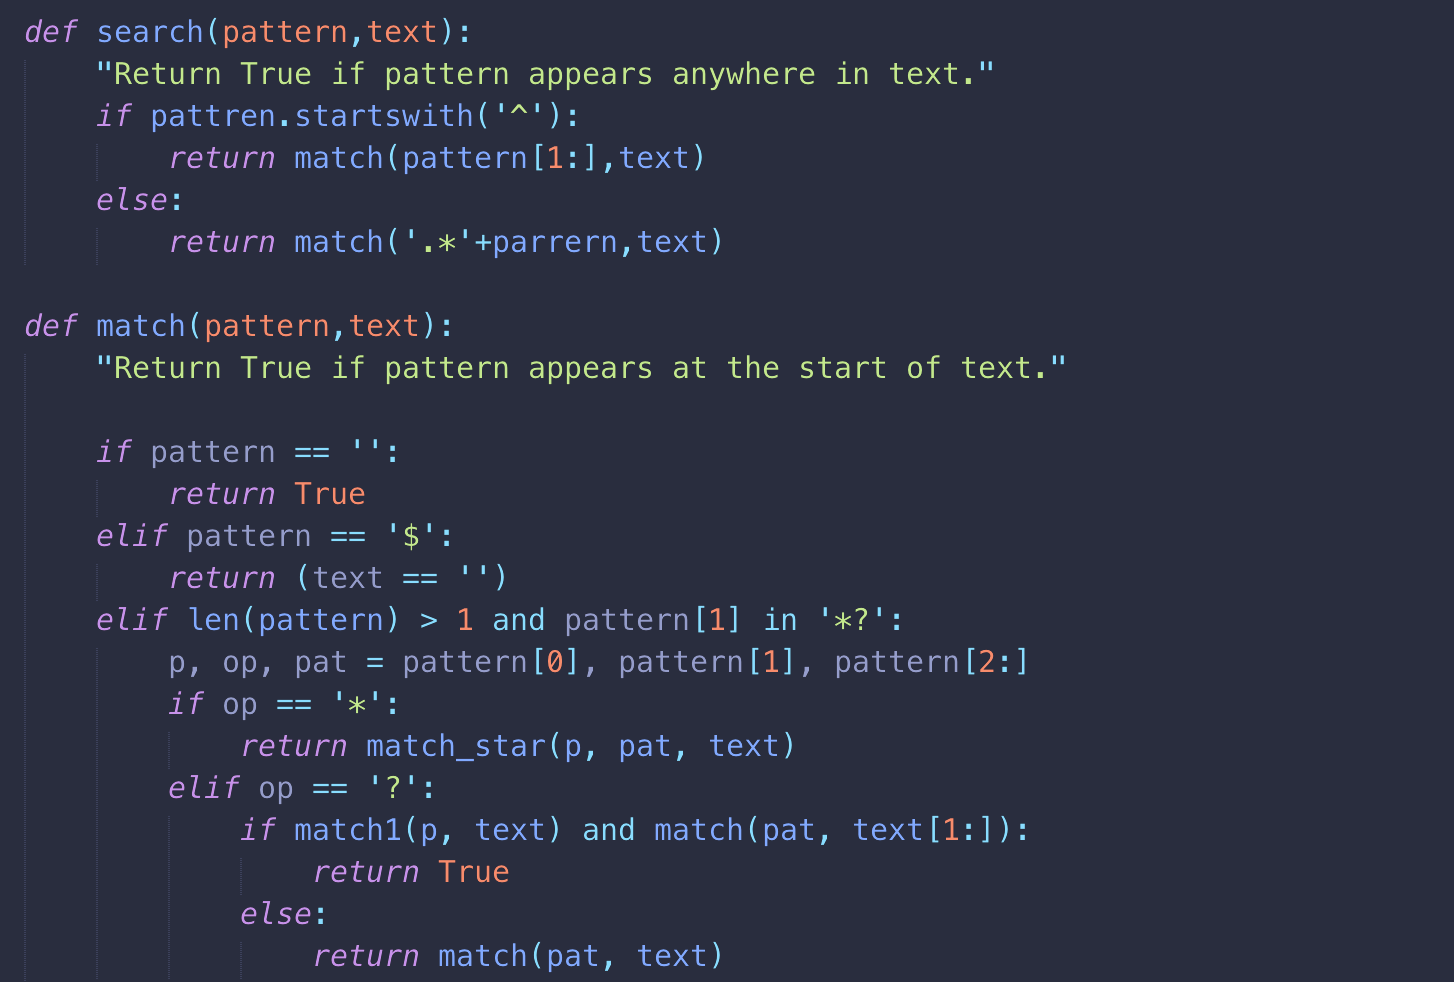 def search(pattern,text):
    "Return True if pattern appears anywhere in text."
    if pattren.startswith('^'):
        return match(pattern[1:],text)
    else:
        return match('.*'+parrern,text)

def match(pattern,text):
    "Return True if pattern appears at the start of text."

    if pattern == '':
        return True
    elif pattern == '$':
        return (text == '')
    elif len(pattern) > 1 and pattern[1] in '*?':
        p, op, pat = pattern[0], pattern[1], pattern[2:]
        if op == '*':
            return match_star(p, pat, text)
        elif op == '?':
            if match1(p, text) and match(pat, text[1:]):
                return True
            else:
                return match(pat, text)